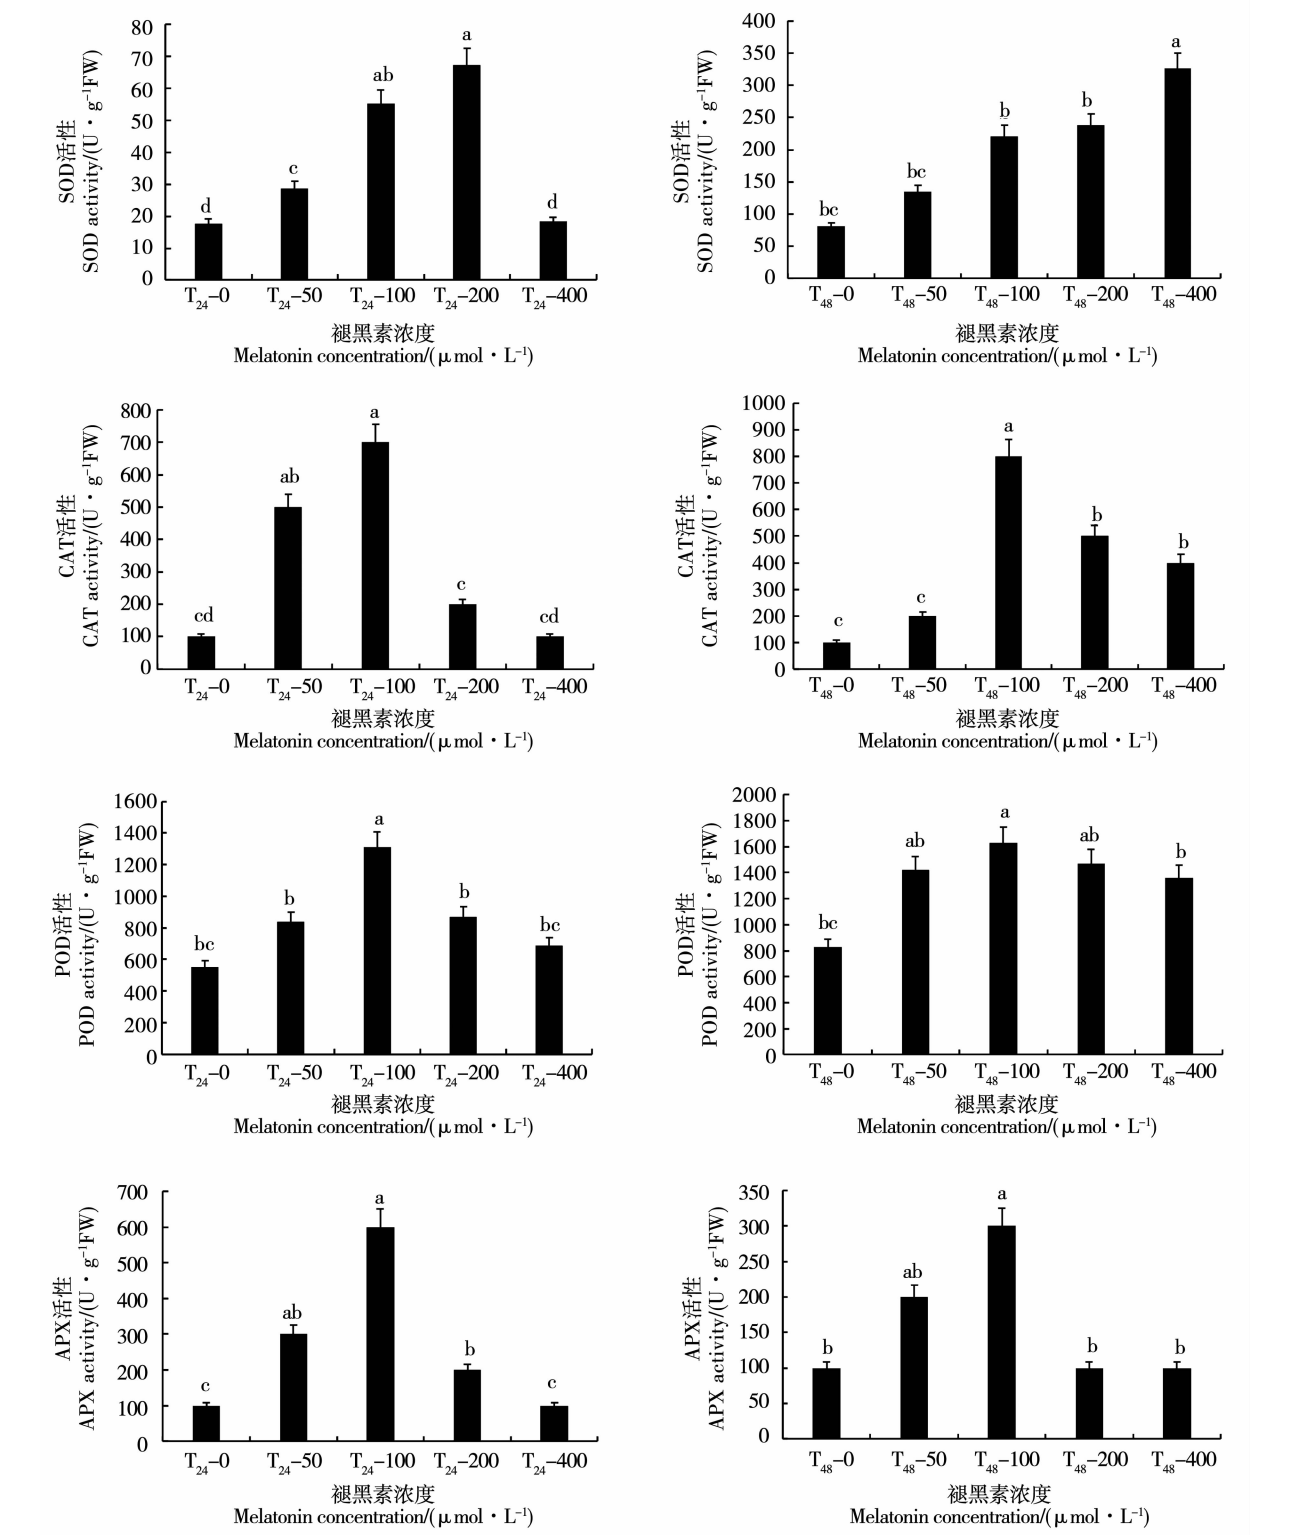 80
70
60
50
40
30
20
10
0
SOD活性
SOD activity/(U·g⁻¹FW)
d
c
ab
a
d
T₂₄–0 T₂₄–50 T₂₄–100 T₂₄–200 T₂₄–400
褪黑素浓度
Melatonin concentration/(μmol·L⁻¹)
400
350
300
250
200
150
100
50
0
SOD活性
SOD activity/(U·g⁻¹FW)
bc
bc
b
b
a
T₄₈–0 T₄₈–50 T₄₈–100 T₄₈–200 T₄₈–400
褪黑素浓度
Melatonin concentration/(μmol·L⁻¹)
800
700
600
500
400
300
200
100
0
CAT活性
CAT activity/(U·g⁻¹FW)
cd
ab
a
c
cd
T₂₄–0 T₂₄–50 T₂₄–100 T₂₄–200 T₂₄–400
褪黑素浓度
Melatonin concentration/(μmol·L⁻¹)
1000
900
800
700
600
500
400
300
200
100
0
CAT活性
CAT activity/(U·g⁻¹FW)
c
c
a
b
b
T₄₈–0 T₄₈–50 T₄₈–100 T₄₈–200 T₄₈–400
褪黑素浓度
Melatonin concentration/(μmol·L⁻¹)
1600
1400
1200
1000
800
600
400
200
0
POD活性
POD activity/(U·g⁻¹FW)
bc
b
a
b
bc
T₂₄–0 T₂₄–50 T₂₄–100 T₂₄–200 T₂₄–400
褪黑素浓度
Melatonin concentration/(μmol·L⁻¹)
2000
1800
1600
1400
1200
1000
800
600
400
200
0
POD活性
POD activity/(U·g⁻¹FW)
bc
ab
a
ab
b
T₄₈–0 T₄₈–50 T₄₈–100 T₄₈–200 T₄₈–400
褪黑素浓度
Melatonin concentration/(μmol·L⁻¹)
700
600
500
400
300
200
100
0
APX活性
APX activity/(U·g⁻¹FW)
c
ab
a
b
c
T₂₄–0 T₂₄–50 T₂₄–100 T₂₄–200 T₂₄–400
褪黑素浓度
Melatonin concentration/(μmol·L⁻¹)
350
300
250
200
150
100
50
0
APX活性
APX activity/(U·g⁻¹FW)
b
ab
a
b
b
T₄₈–0 T₄₈–50 T₄₈–100 T₄₈–200 T₄₈–400
褪黑素浓度
Melatonin concentration/(μmol·L⁻¹)